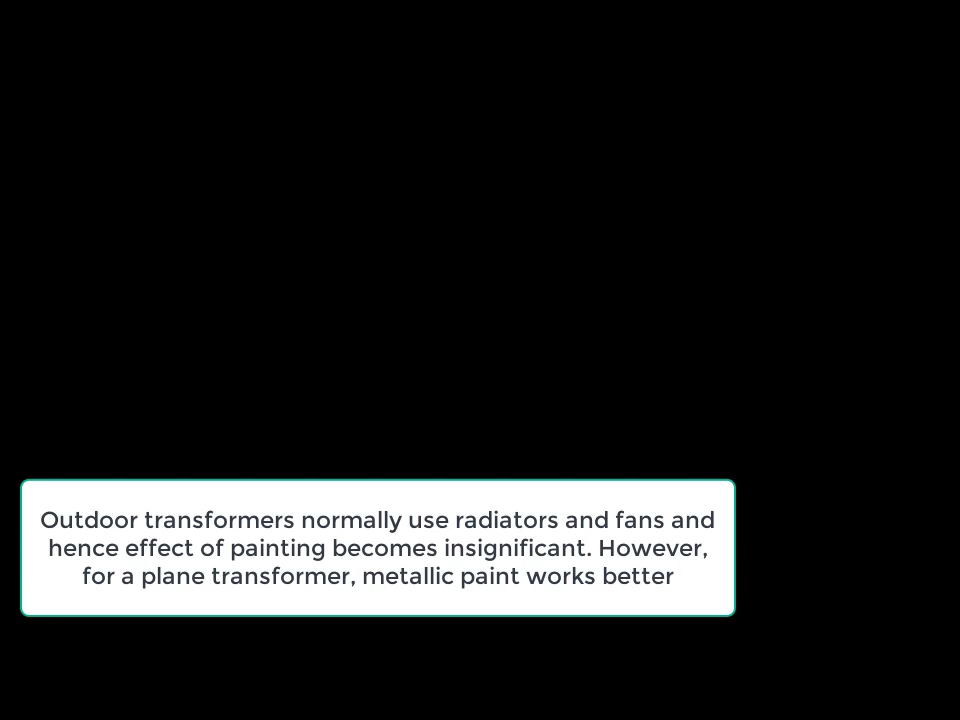 Outdoor transformers normally use radiators and fans and
hence effect of painting becomes insignificant. However,
for a plane transformer, metallic paint works better